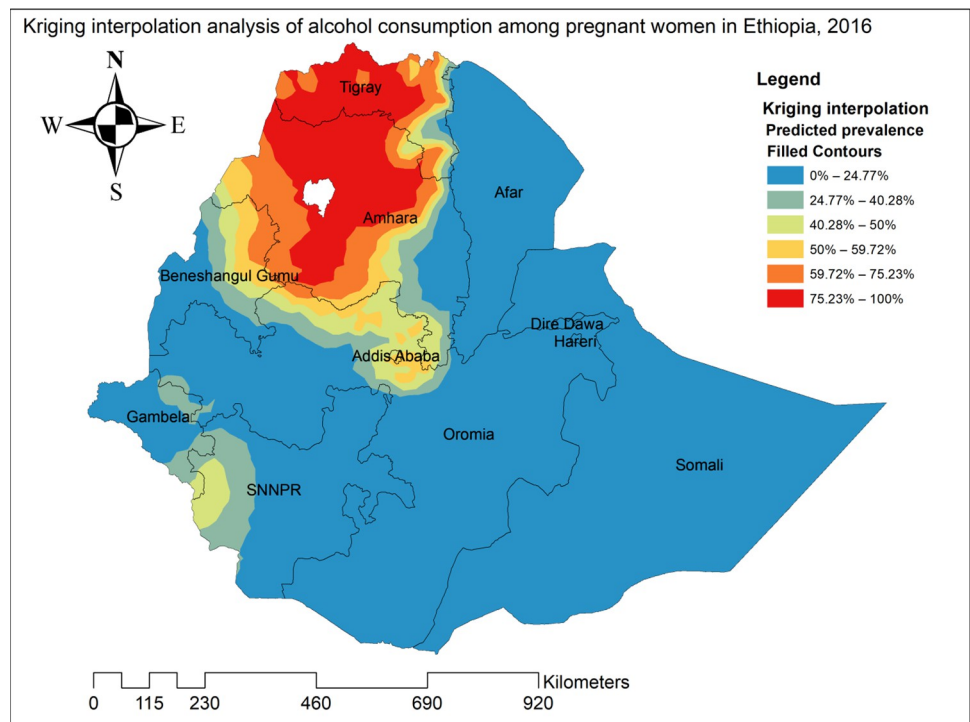 Kriging interpolation analysis of alcohol consumption among pregnant women in Ethiopia, 2016
N
W
E
S
Legend
Kriging interpolation
Predicted prevalence
Filled Contours
0% – 24.77%
24.77% – 40.28%
40.28% – 50%
50% – 59.72%
59.72% – 75.23%
75.23% – 100%
Tigray
Afar
Amhara
Beneshangul Gumu
Dire Dawa
Hareri
Addis Ababa
Gambela
Oromia
Somali
SNNPR
Kilometers
0 115 230 460 690 920